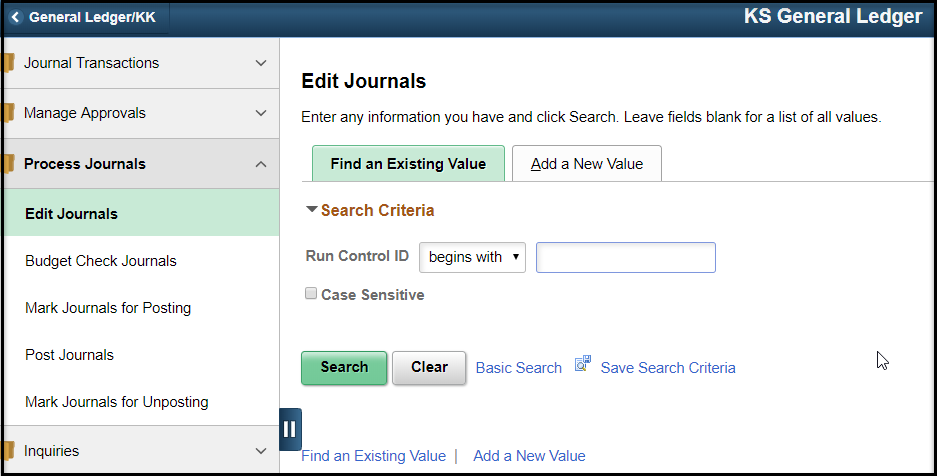 General Ledger/KK
KS General Ledger
Journal Transactions
Manage Approvals
Process Journals
Edit Journals
Budget Check Journals
Mark Journals for Posting
Post Journals
Mark Journals for Unposting
Inquiries
Edit Journals
Enter any information you have and click Search. Leave fields blank for a list of all values.
Find an Existing Value
Add a New Value
Search Criteria
Run Control ID begins with
Case Sensitive
Search Clear Basic Search Save Search Criteria
Find an Existing Value | Add a New Value